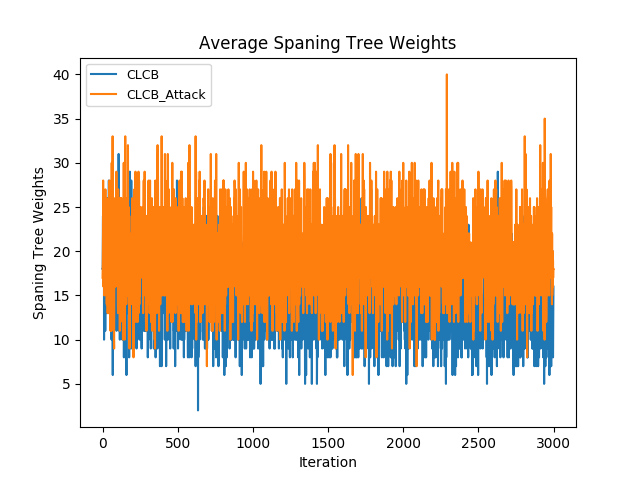 Average Spaning Tree Weights
CLCB
CLCB_Attack
Spaning Tree Weights
40
35
30
25
20
15
10
5
0 500 1000 1500 2000 2500 3000
Iteration